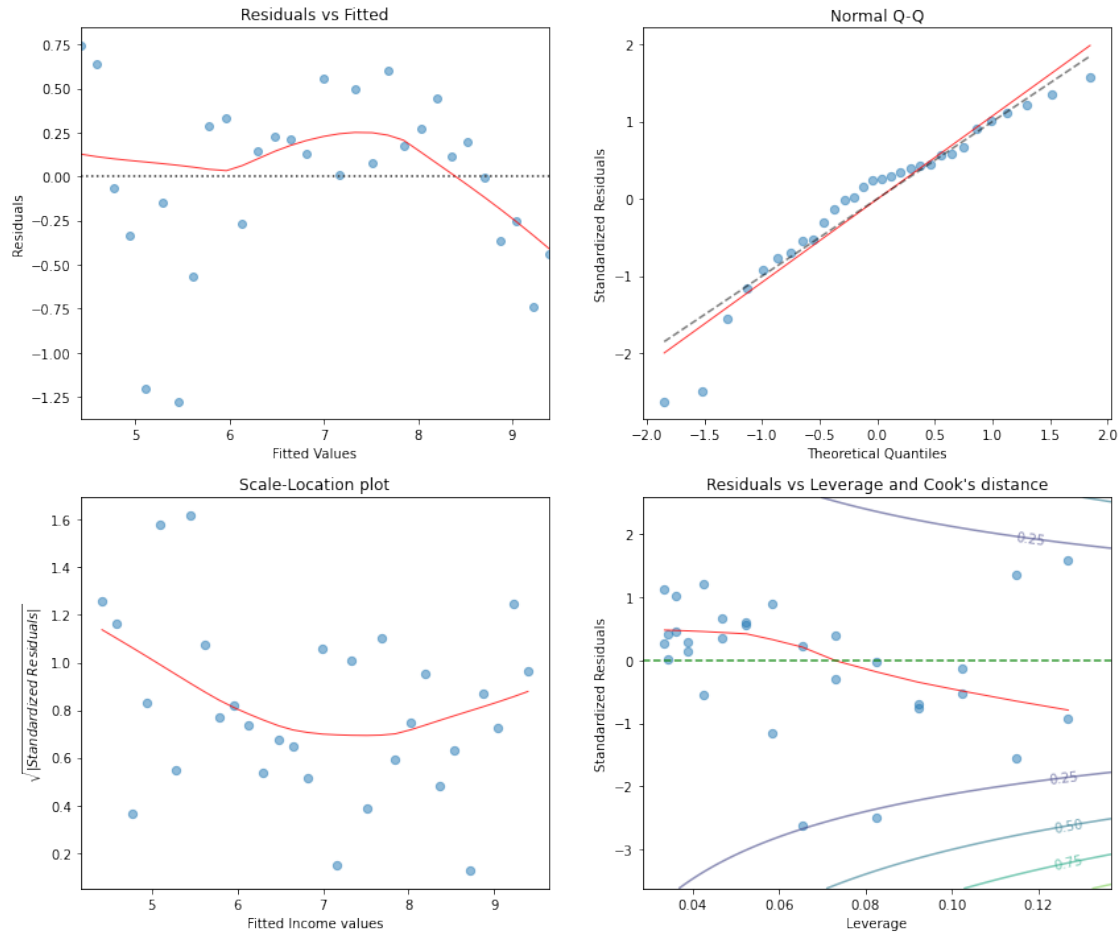 Residuals vs Fitted
0.75
0.50
0.25
0.00
−0.25
−0.50
−0.75
−1.00
−1.25
Residuals
5 6 7 8 9
Fitted Values
Normal Q-Q
2
1
0
−1
−2
Standardized Residuals
−2.0 −1.5 −1.0 −0.5 0.0 0.5 1.0 1.5 2.0
Theoretical Quantiles
Scale-Location plot
1.6
1.4
1.2
1.0
0.8
0.6
0.4
0.2
√|Standardized Residuals|
5 6 7 8 9
Fitted Income values
Residuals vs Leverage and Cook's distance
2
1
0
−1
−2
−3
Standardized Residuals
0.25
0.25
0.50
0.75
0.04 0.06 0.08 0.10 0.12
Leverage